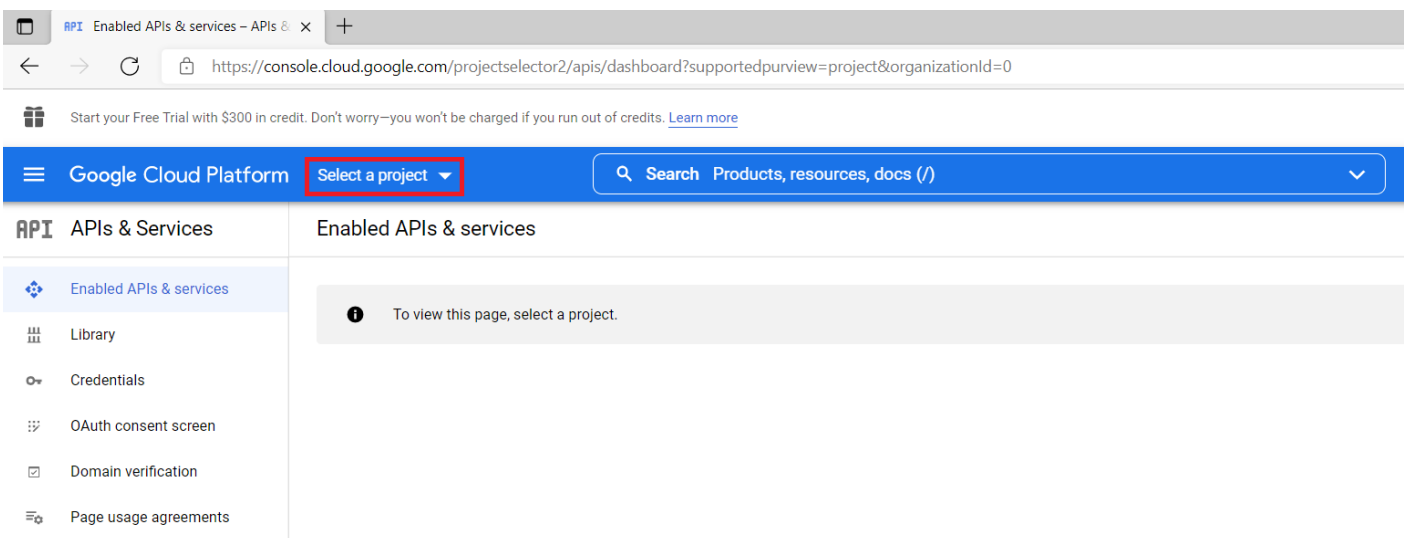 API Enabled APIs & services – APIs &
https://console.cloud.google.com/projectselector2/apis/dashboard?supportedpurview=project&organizationId=0
Start your Free Trial with $300 in credit. Don't worry—you won't be charged if you run out of credits. Learn more
Google Cloud Platform Select a project Search Products, resources, docs (/)
API APIs & Services Enabled APIs & services
Enabled APIs & services
To view this page, select a project.
Library
Credentials
OAuth consent screen
Domain verification
Page usage agreements